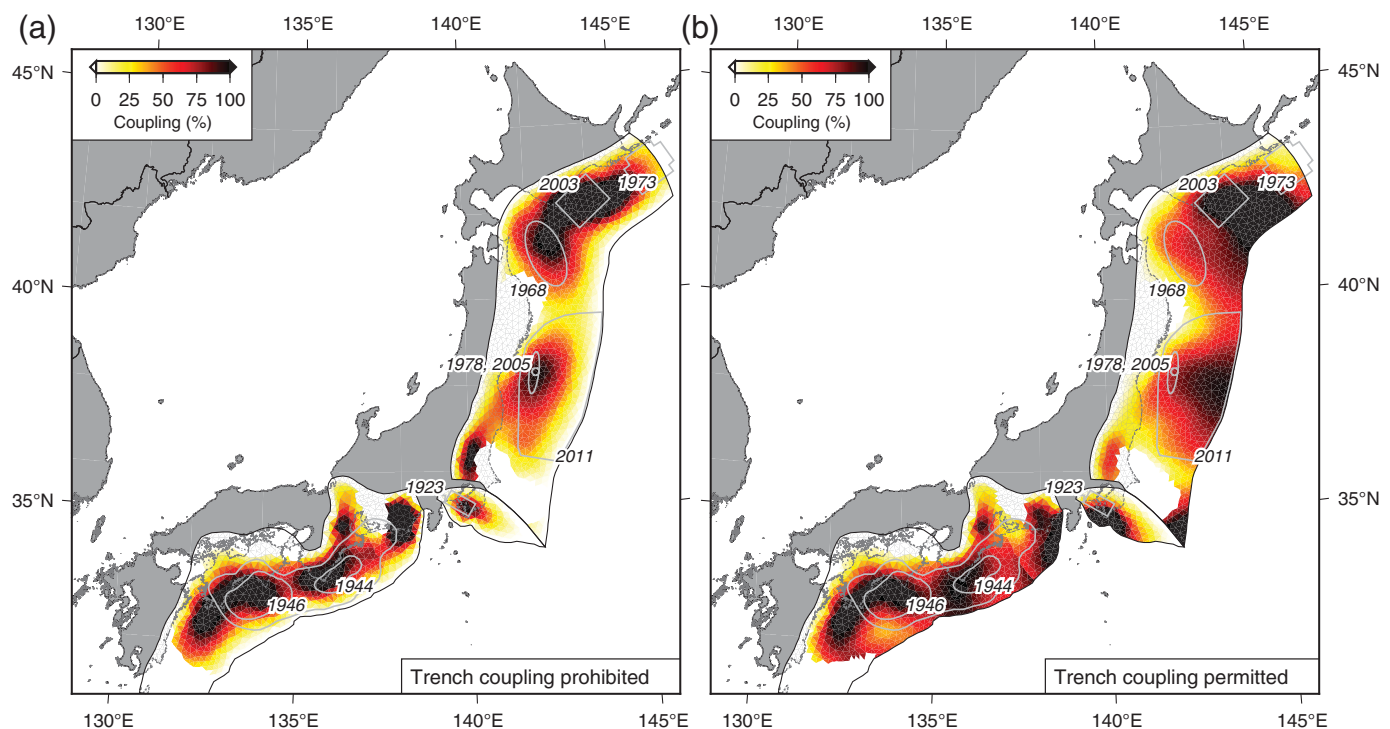 (a)
130°E 135°E 140°E 145°E
45°N
40°N
35°N
0 25 50 75 100
Coupling (%)
2003
1973
1968
1978, 2005
2011
1923
1944
1946
Trench coupling prohibited
130°E 135°E 140°E 145°E
(b)
130°E 135°E 140°E 145°E
45°N
40°N
35°N
0 25 50 75 100
Coupling (%)
2003
1973
1968
1978, 2005
2011
1923
1944
1946
Trench coupling permitted
130°E 135°E 140°E 145°E